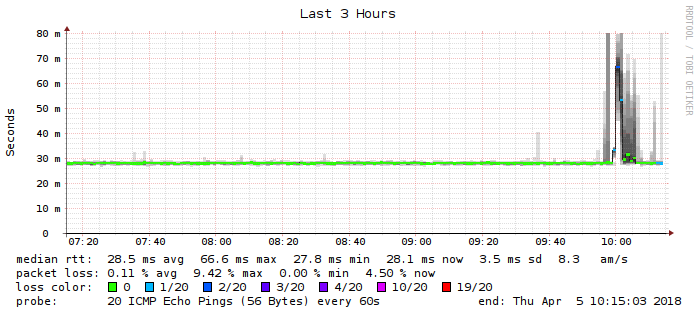 Last 3 Hours
RRDTOOL / TOBI OETIKER
Seconds
80 m
70 m
60 m
50 m
40 m
30 m
20 m
10 m
0
07:20 07:40 08:00 08:20 08:40 09:00 09:20 09:40 10:00
median rtt: 28.5 ms avg 66.6 ms max 27.8 ms min 28.1 ms now 3.5 ms sd 8.3 am/s
packet loss: 0.11 % avg 9.42 % max 0.00 % min 4.50 % now
loss color: 0 1/20 2/20 3/20 4/20 10/20 19/20
probe: 20 ICMP Echo Pings (56 Bytes) every 60s end: Thu Apr 5 10:15:03 2018